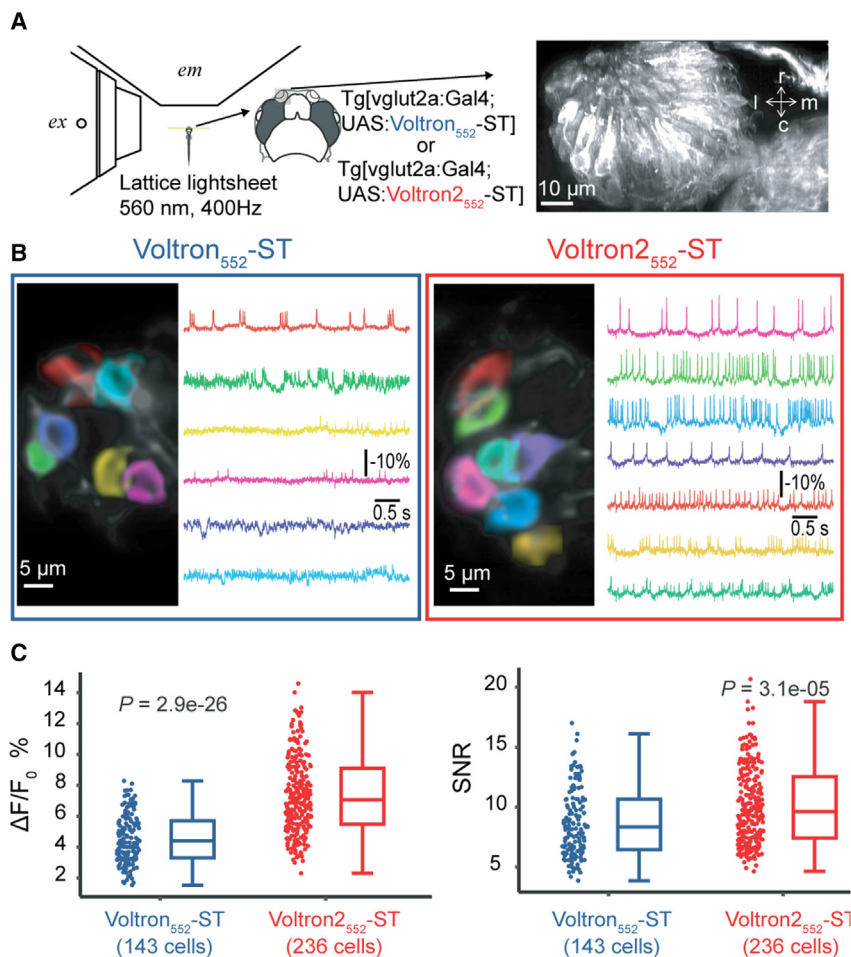 A
ex
em
Lattice lightsheet
560 nm, 400Hz
Tg[vglut2a:Gal4;
UAS:Voltron552-ST]
or
Tg[vglut2a:Gal4;
UAS:Voltron2552-ST]
r
l m
c
10 µm
B
Voltron552-ST
5 µm
-10%
0.5 s
Voltron2552-ST
5 µm
-10%
0.5 s
C
ΔF/F0 %
14
12
10
8
6
4
2
P = 2.9e-26
Voltron552-ST
(143 cells)
Voltron2552-ST
(236 cells)
SNR
20
15
10
5
P = 3.1e-05
Voltron552-ST
(143 cells)
Voltron2552-ST
(236 cells)